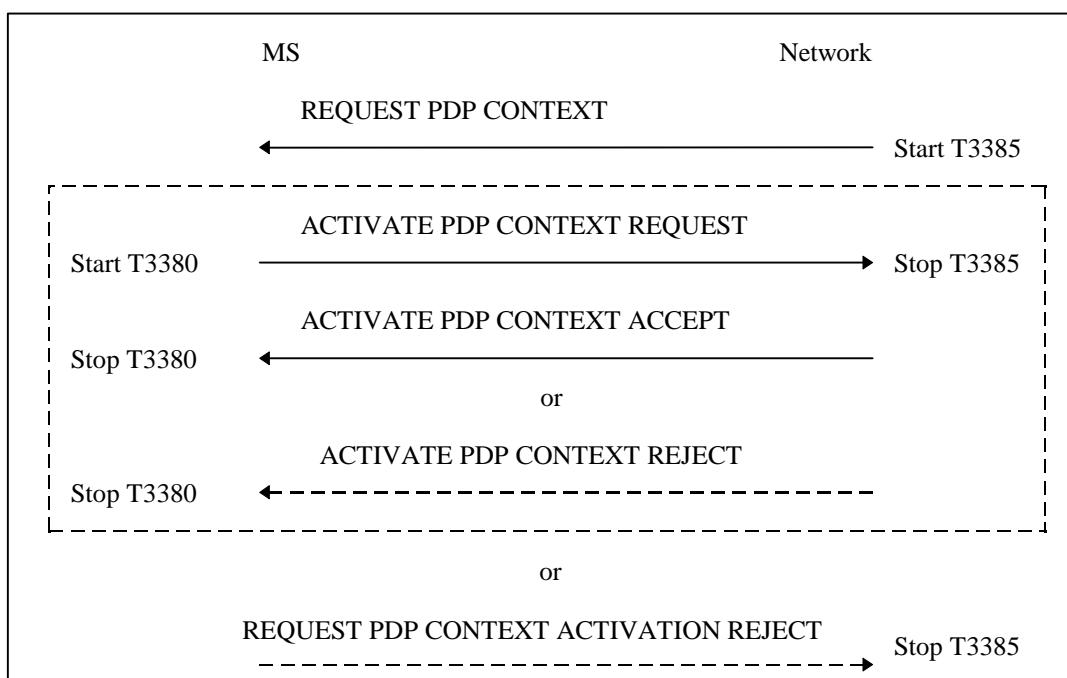 MS Network
REQUEST PDP CONTEXT
Start T3385
ACTIVATE PDP CONTEXT REQUEST
Start T3380 Stop T3385
ACTIVATE PDP CONTEXT ACCEPT
Stop T3380
or
ACTIVATE PDP CONTEXT REJECT
Stop T3380
or
REQUEST PDP CONTEXT ACTIVATION REJECT
Stop T3385